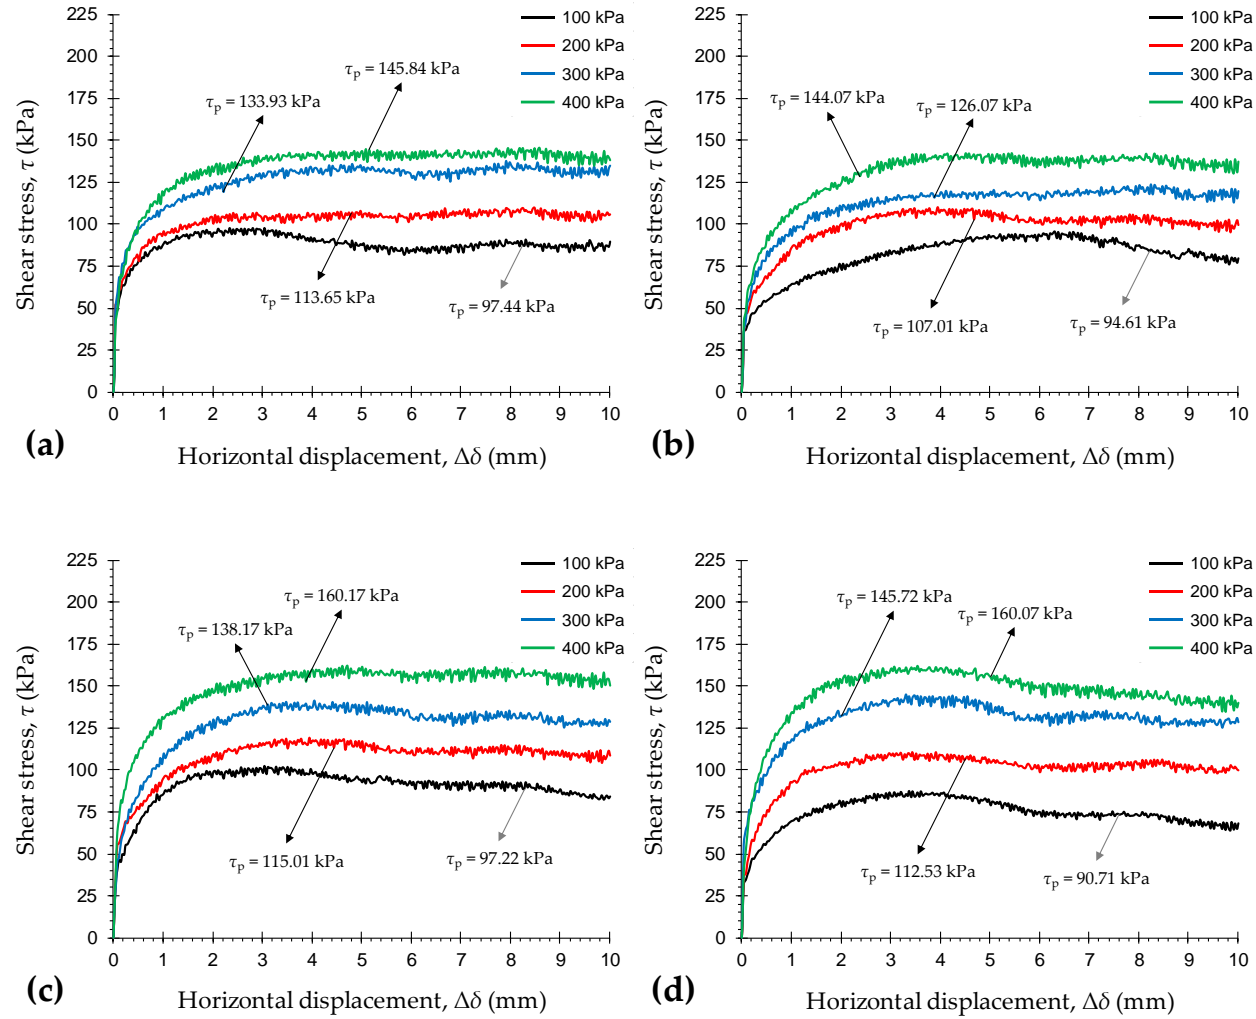 225
200
175
150
125
100
75
50
25
0
Shear stress, τ (kPa)
100 kPa
200 kPa
300 kPa
400 kPa
τp = 145.84 kPa
τp = 133.93 kPa
τp = 113.65 kPa
τp = 97.44 kPa
0 1 2 3 4 5 6 7 8 9 10
(a)
Horizontal displacement, Δδ (mm)
225
200
175
150
125
100
75
50
25
0
Shear stress, τ (kPa)
100 kPa
200 kPa
300 kPa
400 kPa
τp = 144.07 kPa
τp = 126.07 kPa
τp = 107.01 kPa
τp = 94.61 kPa
0 1 2 3 4 5 6 7 8 9 10
(b)
Horizontal displacement, Δδ (mm)
225
200
175
150
125
100
75
50
25
0
Shear stress, τ (kPa)
100 kPa
200 kPa
300 kPa
400 kPa
τp = 160.17 kPa
τp = 138.17 kPa
τp = 115.01 kPa
τp = 97.22 kPa
0 1 2 3 4 5 6 7 8 9 10
(c)
Horizontal displacement, Δδ (mm)
225
200
175
150
125
100
75
50
25
0
Shear stress, τ (kPa)
100 kPa
200 kPa
300 kPa
400 kPa
τp = 145.72 kPa
τp = 160.07 kPa
τp = 112.53 kPa
τp = 90.71 kPa
0 1 2 3 4 5 6 7 8 9 10
(d)
Horizontal displacement, Δδ (mm)